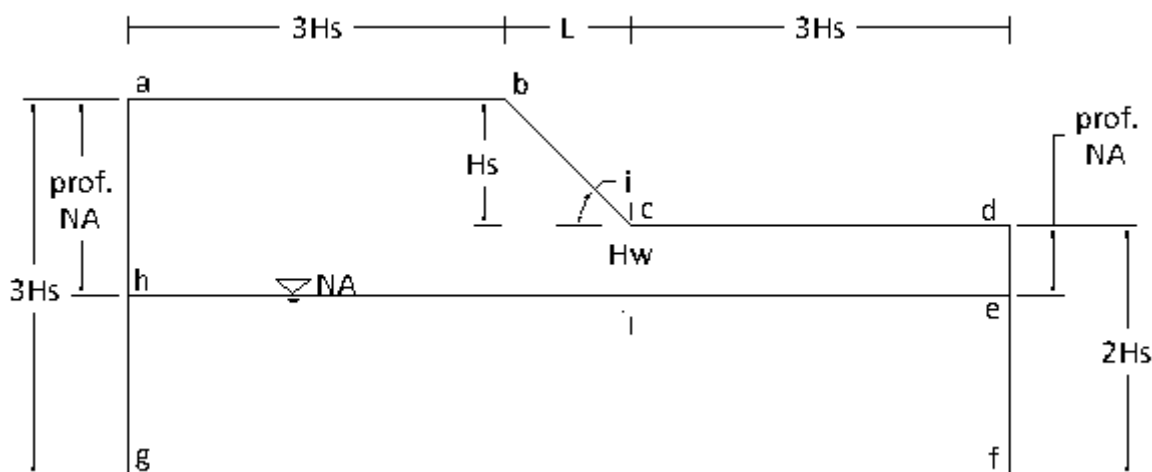 3Hs L 3Hs
a b
prof.
NA
Hs
i
prof.
NA
c d
Hw
h NA
3Hs
e
2Hs
g f